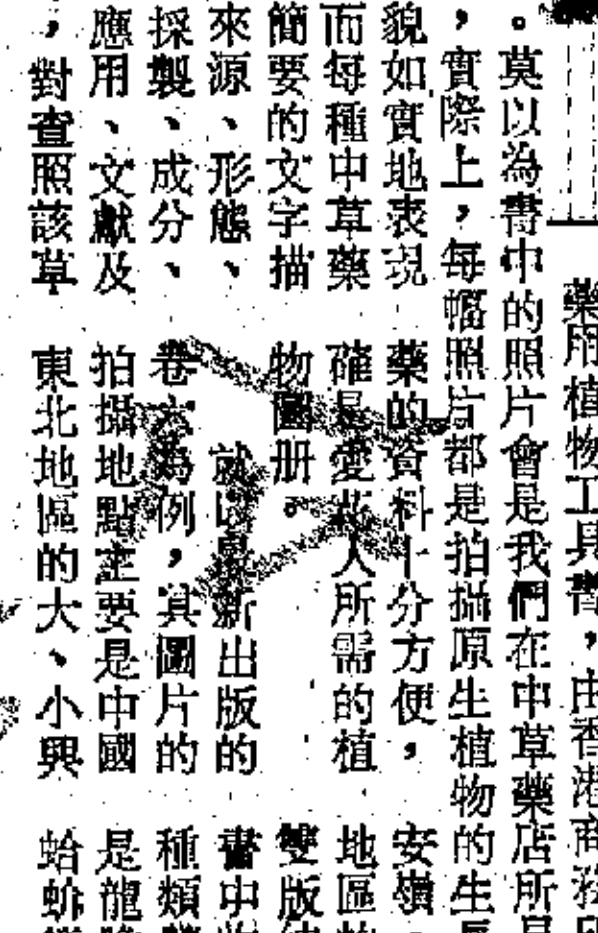 藥用植物工具書，由香港商務
。莫以為書中的照片會是我們在中草藥店所
，實際上，每幅照片都是拍攝原生植物的生
貌如實地表現
而每種中草藥
簡要的文字描
來源、形態、
採製、成分、
應用、文獻及
，對查照該草
藥的資料十分方便，
確是愛花人所需的植
物圖册。
就以最新出版的
卷六為例，其圖片的
拍攝地點主要是中國
東北地區的大、小興
安嶺
地區
雙版
書中
種類
是龍
蛤蚧